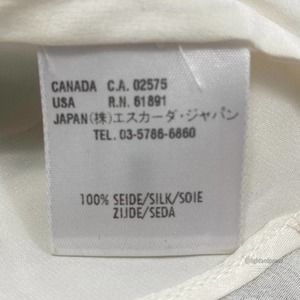 CANADA C.A. 02575
USA R.N. 61891
JAPAN(株)エスカーダ・ジャパン
TEL. 03-5786-6660
100% SEIDE/SILK/SOIE
ZIJDE/SEDA